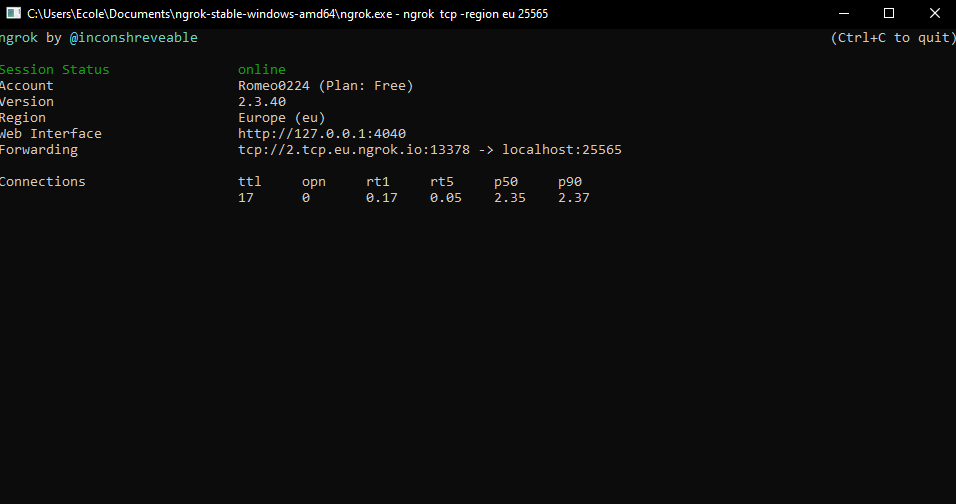 C:\Users\Ecole\Documents\ngrok-stable-windows-amd64\ngrok.exe - ngrok tcp -region eu 25565
ngrok by @inconshreveable (Ctrl+C to quit)
Session Status online
Account Romeo0224 (Plan: Free)
Version 2.3.40
Region Europe (eu)
Web Interface http://127.0.0.1:4040
Forwarding tcp://2.tcp.eu.ngrok.io:13378 -> localhost:25565
Connections ttl opn rt1 rt5 p50 p90
17 0 0.17 0.05 2.35 2.37